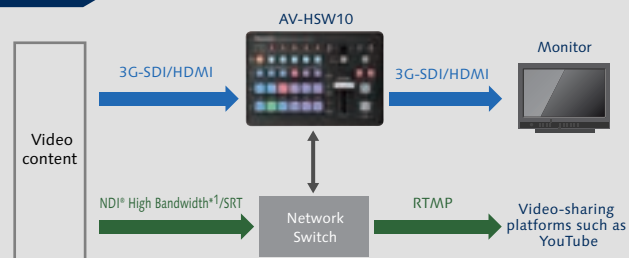 AV-HSW10
Monitor
3G-SDI/HDMI
3G-SDI/HDMI
Video
content
NDI® High Bandwidth*1/SRT
Network
Switch
RTMP
Video-sharing
platforms such as
YouTube